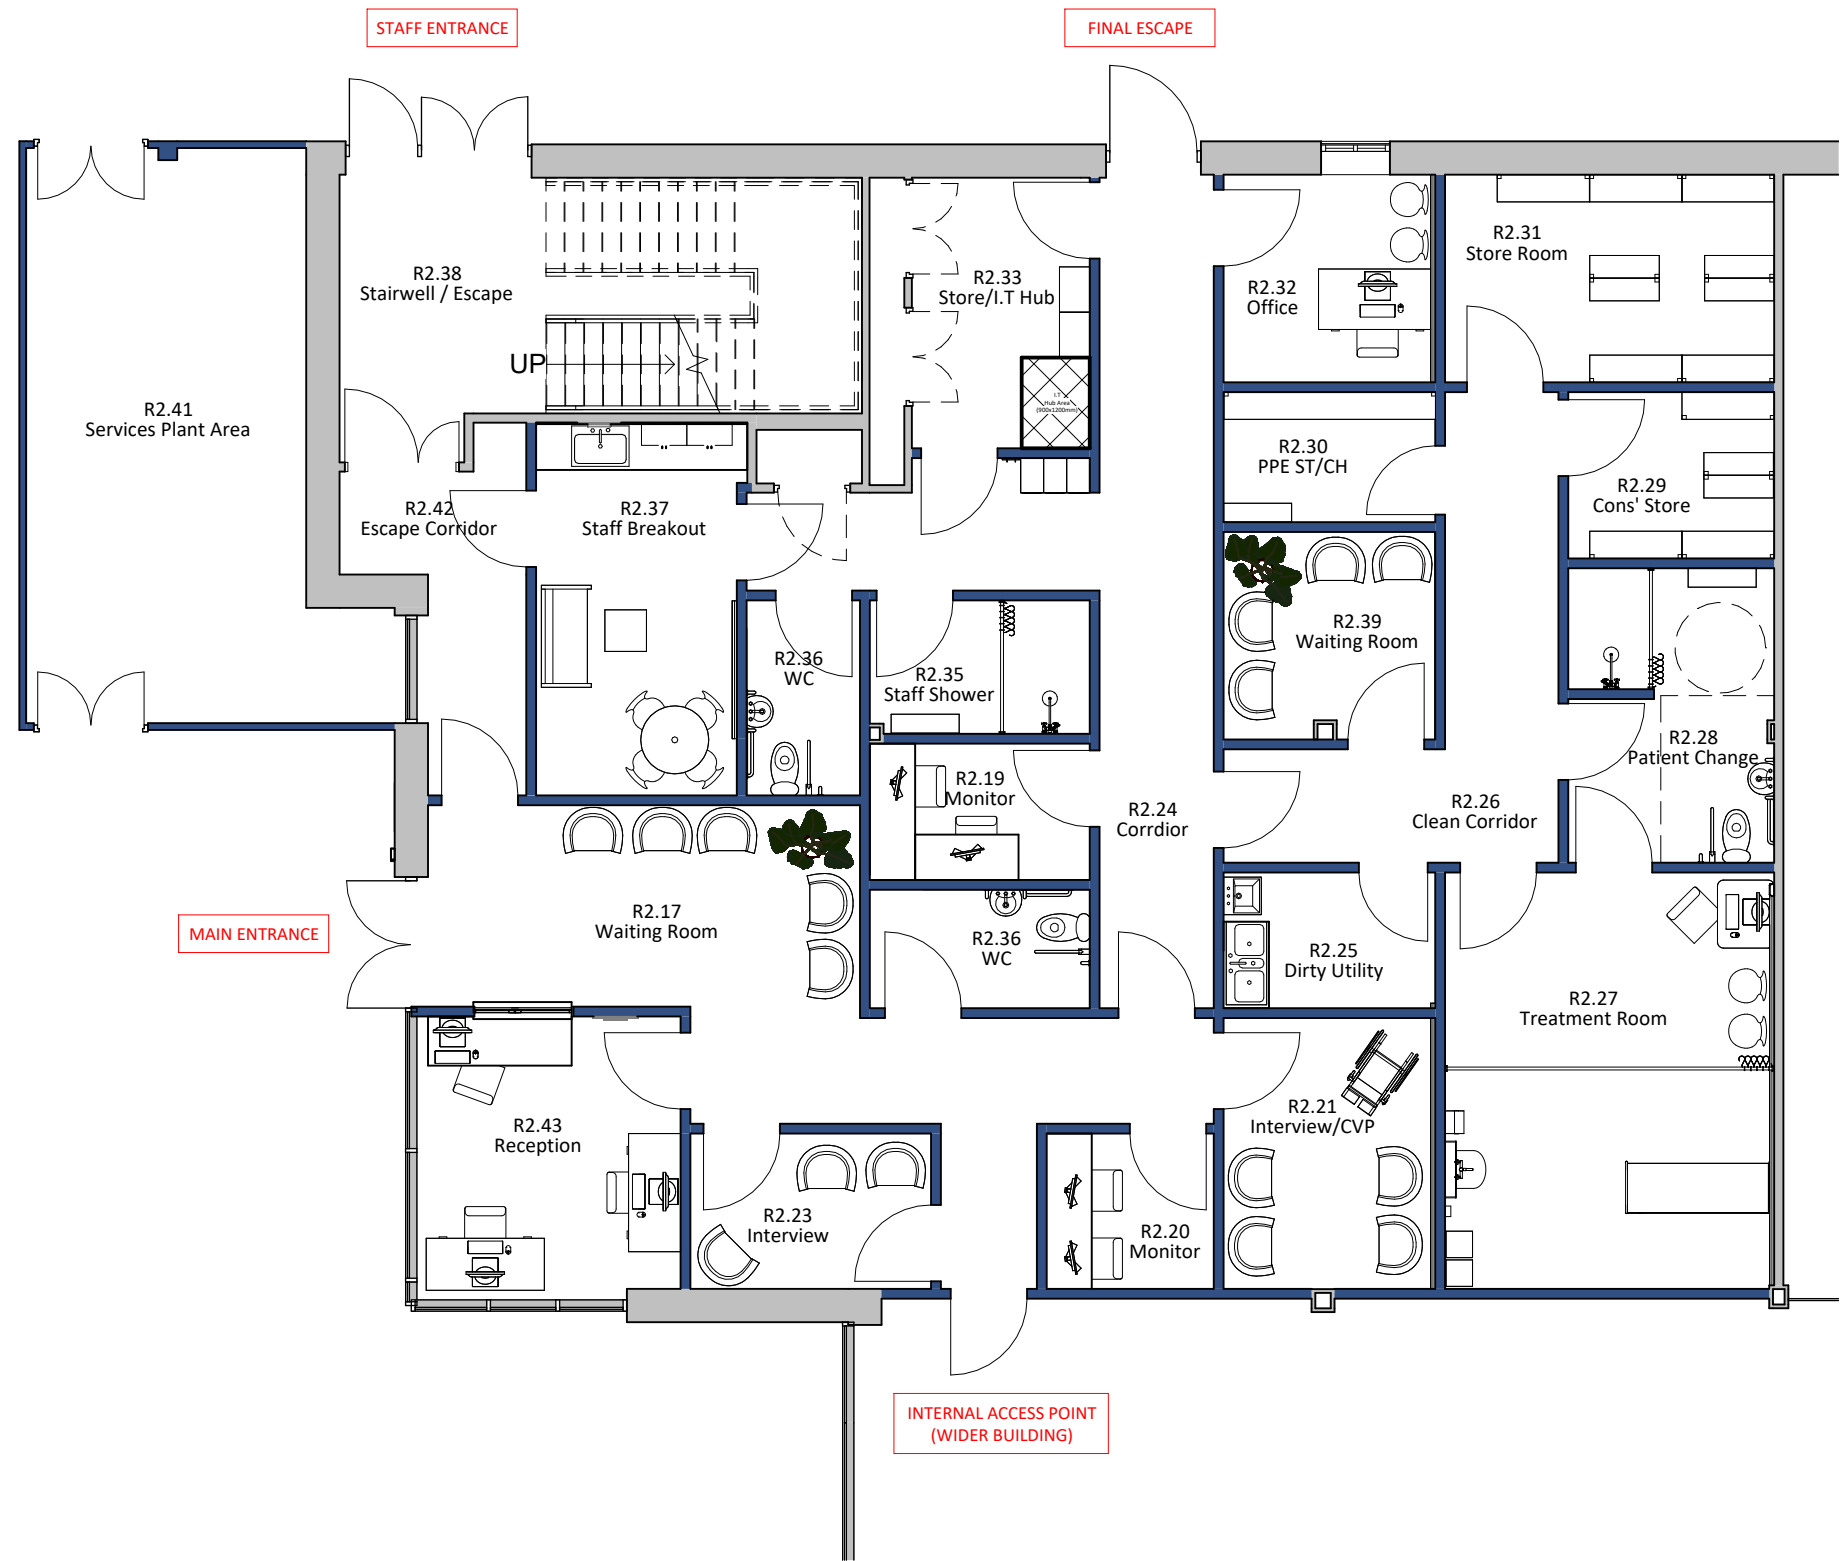 STAFF ENTRANCE
FINAL ESCAPE
R2.38
Stairwell / Escape
UP
R2.33
Store/I.T Hub
I.T
Hub Area
(900x1200mm)
R2.32
Office
R2.31
Store Room
R2.41
Services Plant Area
R2.42
Escape Corridor
R2.37
Staff Breakout
R2.30
PPE ST/CH
R2.29
Cons' Store
R2.39
Waiting Room
R2.36
WC
R2.35
Staff Shower
R2.28
Patient Change
R2.19
Monitor
R2.24
Corrdior
R2.26
Clean Corridor
MAIN ENTRANCE
R2.17
Waiting Room
R2.36
WC
R2.25
Dirty Utility
R2.27
Treatment Room
R2.43
Reception
R2.21
Interview/CVP
R2.23
Interview
R2.20
Monitor
INTERNAL ACCESS POINT
(WIDER BUILDING)